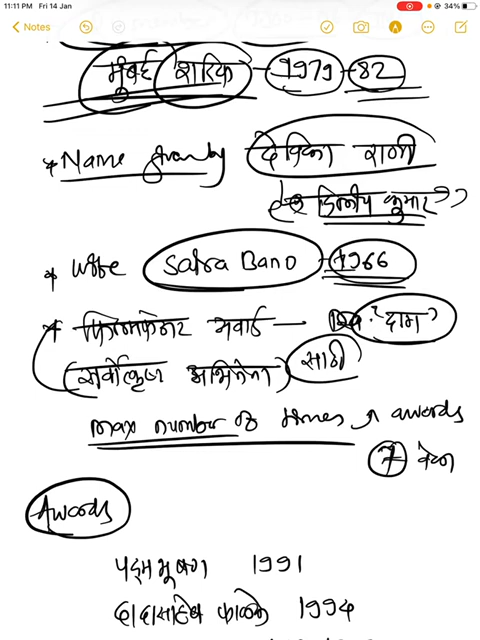 11:11 PM Fri 14 Jan
34%
Notes
मुंबई शरिफ - 1979 - 82
* Name given by देविका राणी
दिलीप कुमार
* Wife Saira Bano - 1966
* फिल्मफेअर अवार्ड — दाग
(सर्वोत्कृष्ट अभिनेता) साठी
max number of times awards
7 वेळा
Awards
पद्मभूषण 1991
दादासाहेब फाळके 1994